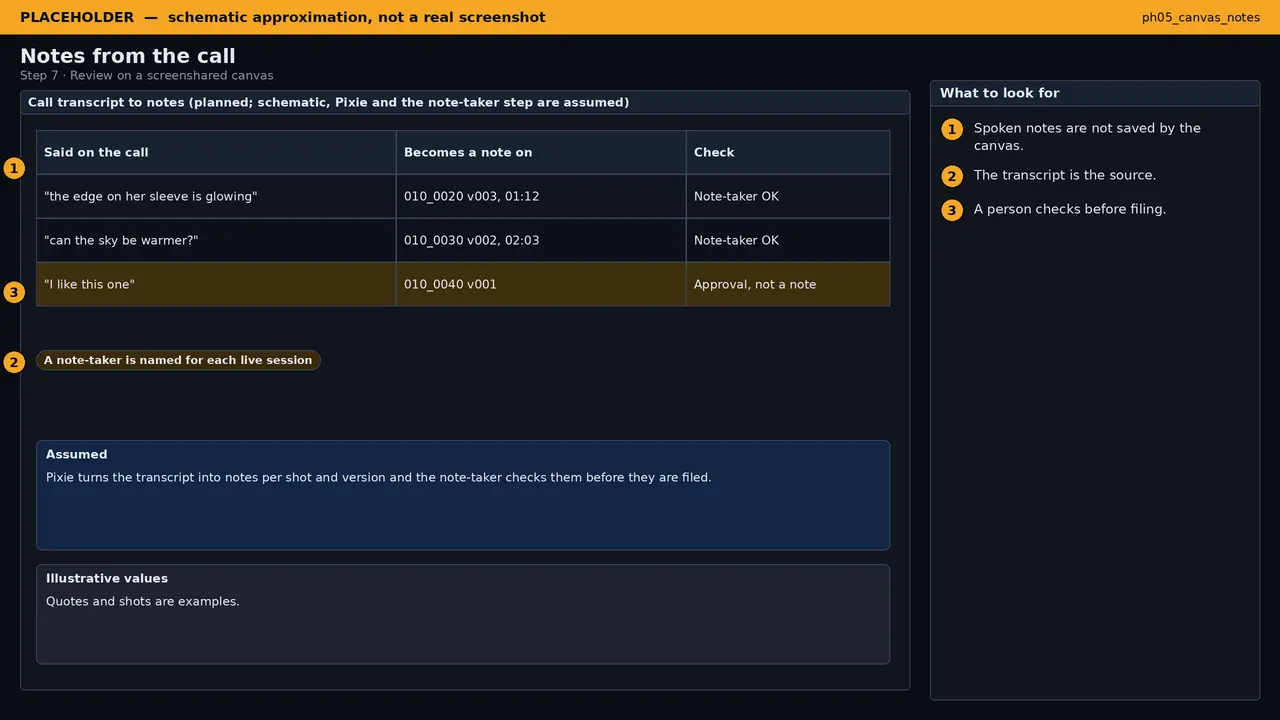 PLACEHOLDER — schematic approximation, not a real screenshot
ph05_canvas_notes
Notes from the call
Step 7 · Review on a screenshared canvas
Call transcript to notes (planned; schematic, Pixie and the note-taker step are assumed)
Said on the call
Becomes a note on
Check
1
"the edge on her sleeve is glowing"
010_0020 v003, 01:12
Note-taker OK
"can the sky be warmer?"
010_0030 v002, 02:03
Note-taker OK
3
"I like this one"
010_0040 v001
Approval, not a note
2
A note-taker is named for each live session
Assumed
Pixie turns the transcript into notes per shot and version and the note-taker checks them before they are filed.
Illustrative values
Quotes and shots are examples.
What to look for
1
Spoken notes are not saved by the
canvas.
2
The transcript is the source.
3
A person checks before filing.